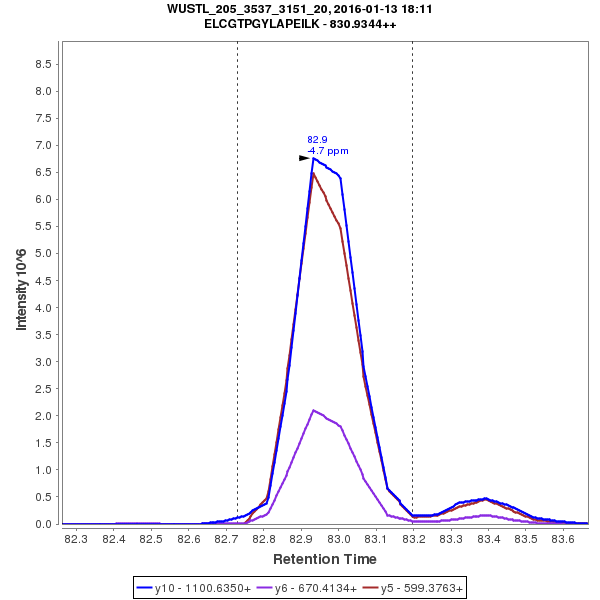 WUSTL_205_3537_3151_20, 2016-01-13 18:11
ELCGTPGYLAPEILK - 830.9344++
82.9
-4.7 ppm
8.5
8.0
7.5
7.0
6.5
6.0
5.5
5.0
4.5
4.0
3.5
3.0
2.5
2.0
1.5
1.0
0.5
0.0
Intensity 10^6
82.3 82.4 82.5 82.6 82.7 82.8 82.9 83.0 83.1 83.2 83.3 83.4 83.5 83.6
Retention Time
y10 - 1100.6350+ y6 - 670.4134+ y5 - 599.3763+